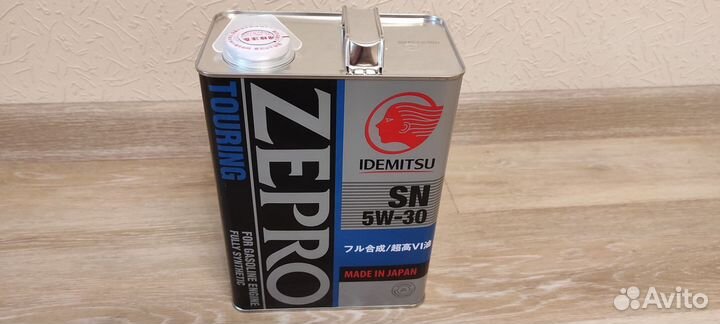 TOURING
ZEPRO
FOR GASOLINE ENGINE
FULLY SYNTHETIC
IDEMITSU
SN
5W-30
フル合成/超高VI油
MADE IN JAPAN
Avito